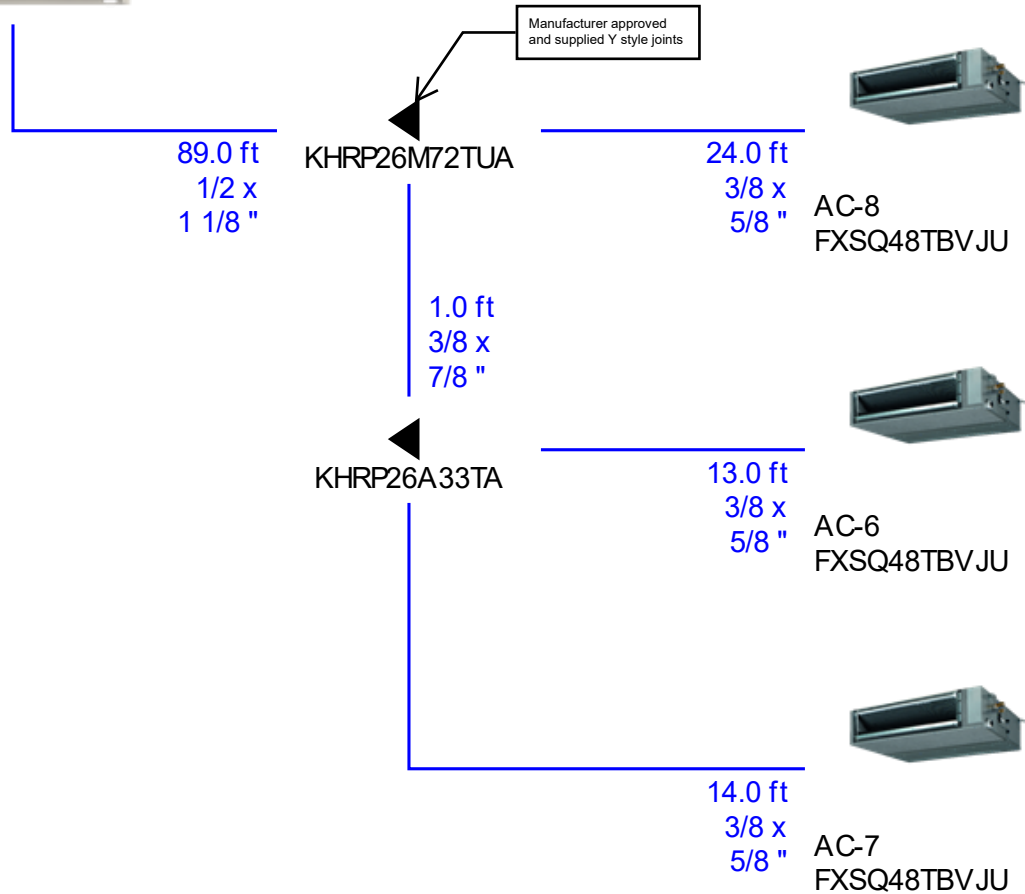 Manufacturer approved
and supplied Y style joints
89.0 ft
1/2 x
1 1/8 "
KHRP26M72TUA
24.0 ft
3/8 x
5/8 "
AC-8
FXSQ48TBVJU
1.0 ft
3/8 x
7/8 "
KHRP26A33TA
13.0 ft
3/8 x
5/8 "
AC-6
FXSQ48TBVJU
14.0 ft
3/8 x
5/8 "
AC-7
FXSQ48TBVJU